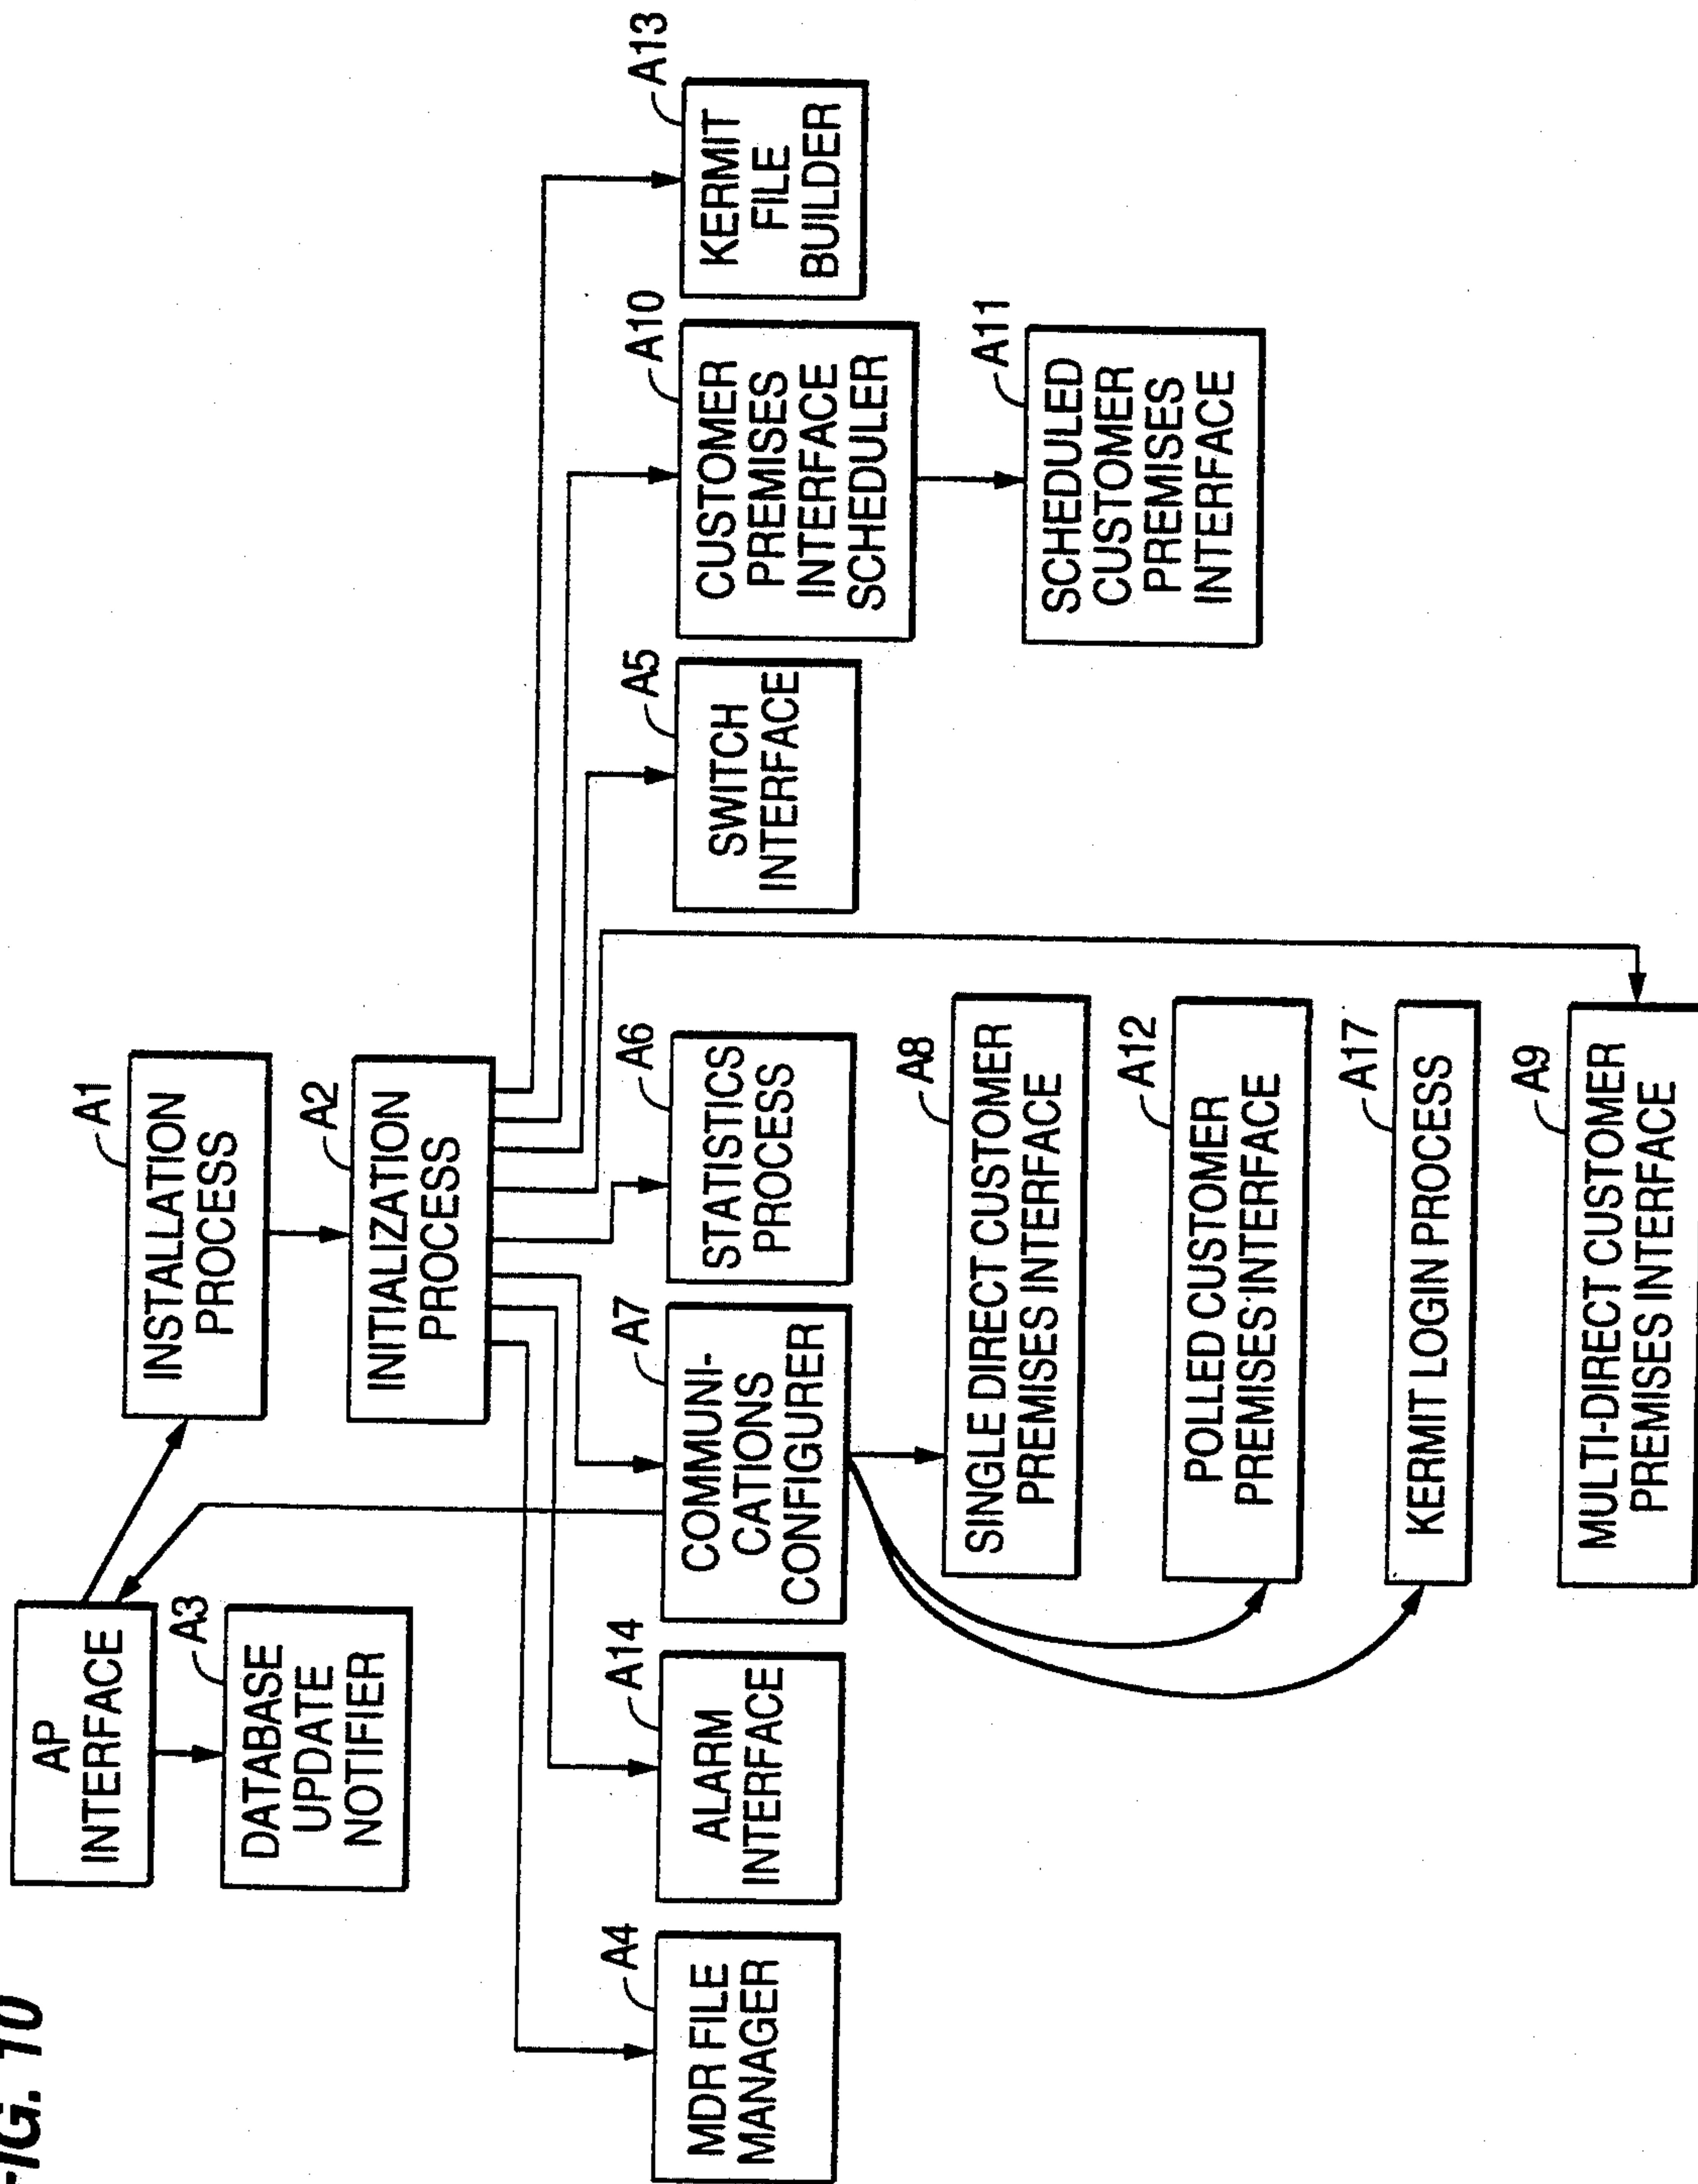 FIG. 10
AP
INTERFACE
A3
DATABASE
UPDATE
NOTIFIER
A1
INSTALLATION
PROCESS
A2
INITIALIZATION
PROCESS
A4
MDR FILE
MANAGER
A14
ALARM
INTERFACE
A7
COMMUNI-
CATIONS
CONFIGURER
A6
STATISTICS
PROCESS
A5
SWITCH
INTERFACE
A10
CUSTOMER
PREMISES
INTERFACE
SCHEDULER
A13
KERMIT
FILE
BUILDER
A8
SINGLE DIRECT CUSTOMER
PREMISES INTERFACE
A11
SCHEDULED
CUSTOMER
PREMISES
INTERFACE
A12
POLLED CUSTOMER
PREMISES INTERFACE
A17
KERMIT LOGIN PROCESS
A9
MULTI-DIRECT CUSTOMER
PREMISES INTERFACE